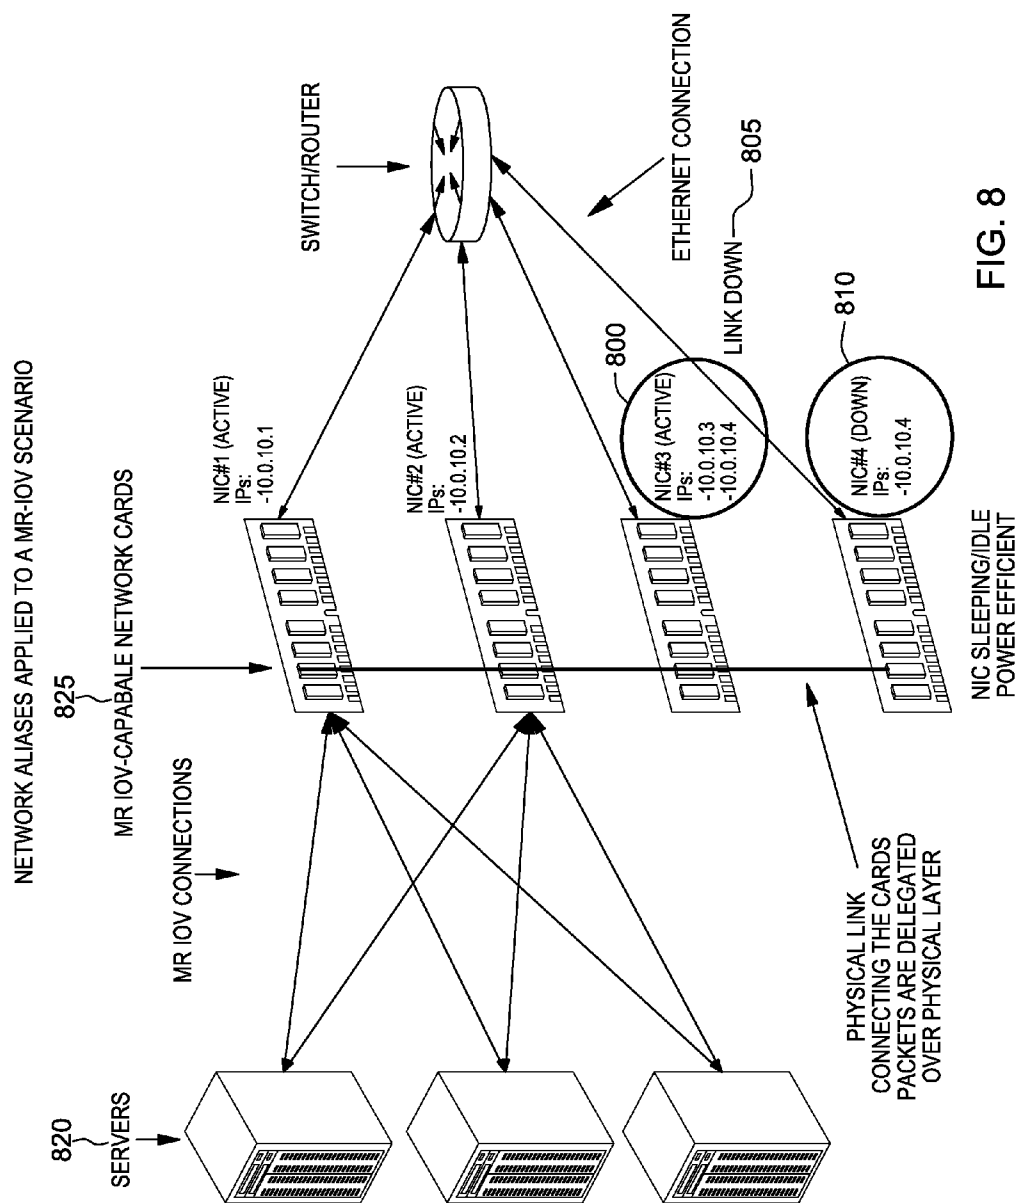 NETWORK ALIASES APPLIED TO A MR-IOV SCENARIO
820
SERVERS
MR IOV CONNECTIONS
825
MR IOV-CAPABALE NETWORK CARDS
SWITCH/ROUTER
NIC#1 (ACTIVE)
IPs:
-10.0.10.1
NIC#2 (ACTIVE)
IPs:
-10.0.10.2
800
NIC#3 (ACTIVE)
IPs:
-10.0.10.3
-10.0.10.4
ETHERNET CONNECTION
LINK DOWN
805
810
NIC#4 (DOWN)
IPs:
-10.0.10.4
PHYSICAL LINK
CONNECTING THE CARDS
PACKETS ARE DELEGATED
OVER PHYSICAL LAYER
NIC SLEEPING/IDLE
POWER EFFICIENT
FIG. 8